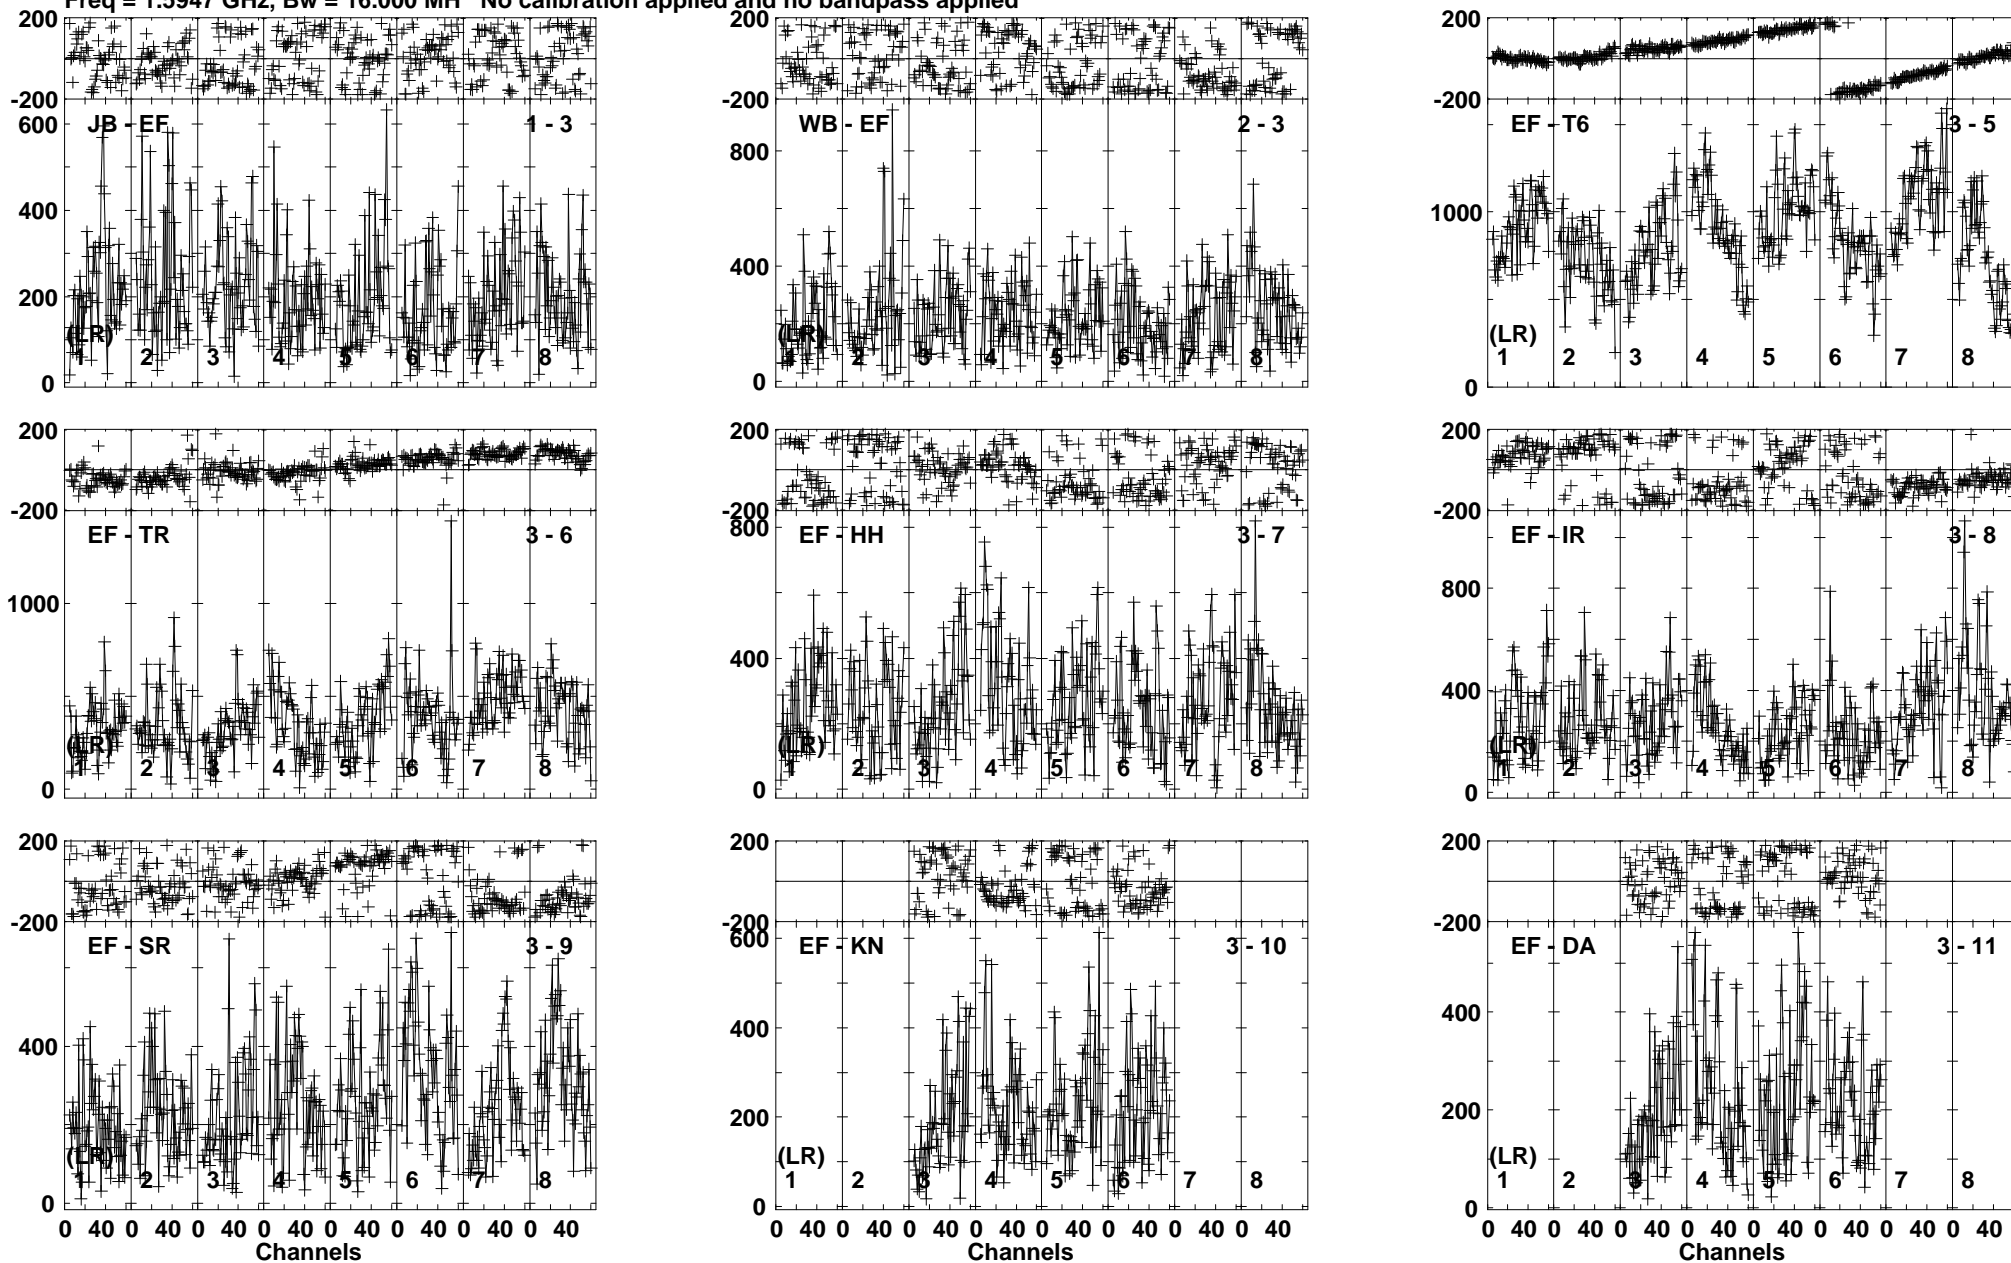 Freq = 1.5947 GHz, Bw = 16.000 MH No calibration applied and no bandpass applied
200 200 200
-200 -200 -200
JB - EF 1 - 3 WB - EF 2 - 3 EF - T6 3 - 5
600 800
400 400 1000
200
(LR) (LR) (LR)
1 2 3 4 5 6 7 8 1 2 3 4 5 6 7 8 1 2 3 4 5 6 7 8
0 0 0
200 200 200
-200 -200 -200
EF - TR 3 - 6 EF - HH 3 - 7 EF - IR 3 - 8
800 800
1000 400 400
(LR) (LR) (LR)
1 2 3 4 5 6 7 8 1 2 3 4 5 6 7 8 1 2 3 4 5 6 7 8
0 0 0
200 200 200
-200 -200 -200
EF - SR 3 - 9 EF - KN 3 - 10 EF - DA 3 - 11
600
400 400 400
200 200
(LR) (LR) (LR)
1 2 3 4 5 6 7 8 1 2 3 4 5 6 7 8 1 2 3 4 5 6 7 8
0 0 0
0 40 0 40 0 40 0 40 0 40 0 40 0 40 0 40 0 40 0 40 0 40 0 40 0 40 0 40 0 40 0 40 0 40 0 40 0 40 0 40 0 40 0 40 0 40 0 40
Channels Channels Channels